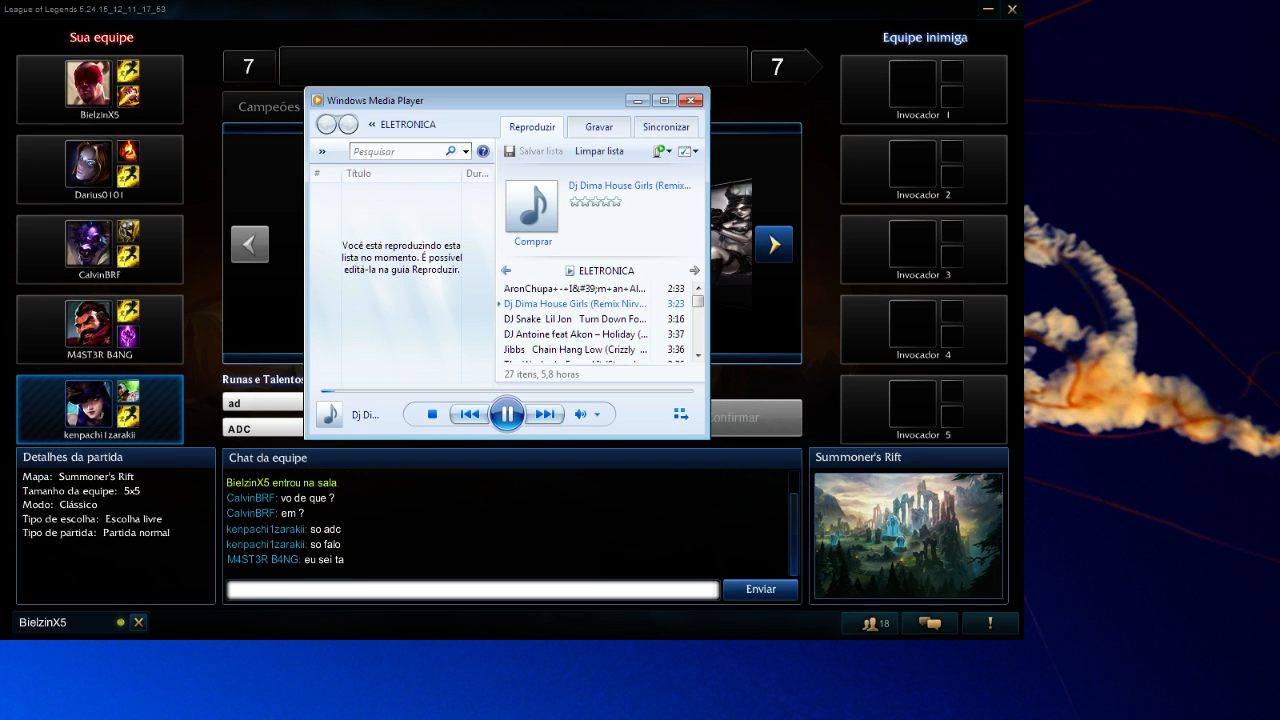 League of Legends 5.24.15_12_11_17_53
Sua equipe
BielzinX5
Darius0101
CalvinBRF
M4ST3R B4NG
kenpachi1zarakii
7
7
Campeões
Equipe inimiga
Invocador 1
Invocador 2
Invocador 3
Invocador 4
Invocador 5
Windows Media Player
« ELETRONICA
Reproduzir
Gravar
Sincronizar
»
Pesquisar
Salvar lista
Limpar lista
#
Título
Dur...
Você está reproduzindo esta
lista no momento. É possível
editá-la na guia Reproduzir.
Dj Dima House Girls (Remix...
Comprar
ELETRONICA
AronChupa+-+I&#39;m+an+Al... 2:33
Dj Dima House Girls (Remix Nirv... 3:23
DJ Snake Lil Jon Turn Down Fo... 3:16
DJ Antoine feat Akon – Holiday (... 3:37
Jibbs Chain Hang Low (Crizzly ... 3:36
27 itens, 5,8 horas
Dj Di...
Runas e Talentos
ad
ADC
onfirmar
Detalhes da partida
Mapa: Summoner's Rift
Tamanho da equipe: 5x5
Modo: Clássico
Tipo de escolha: Escolha livre
Tipo de partida: Partida normal
Chat da equipe
BielzinX5 entrou na sala.
CalvinBRF: vo de que ?
CalvinBRF: em ?
kenpachi1zarakii: so adc
kenpachi1zarakii: so falo
M4ST3R B4NG: eu sei ta
Enviar
Summoner's Rift
BielzinX5
18